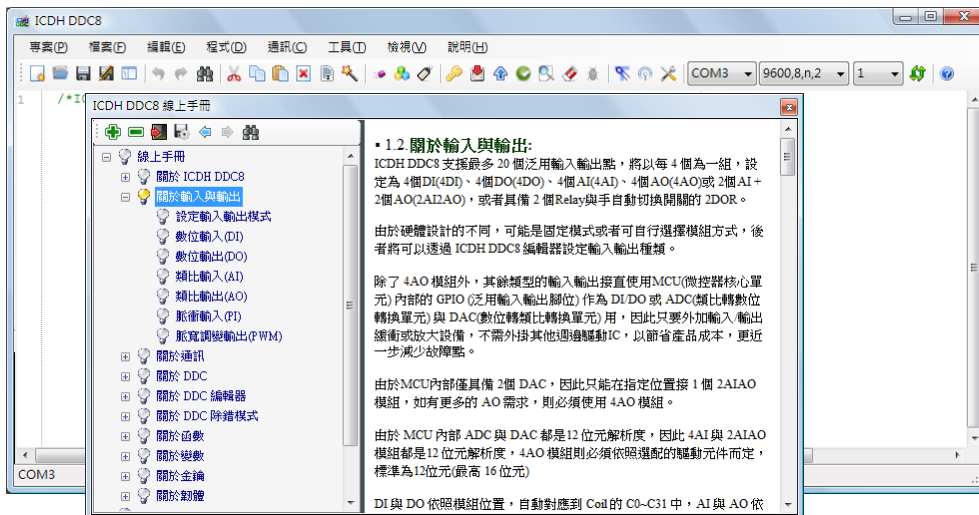 ICDH DDC8
專案(P) 檔案(F) 編輯(E) 程式(D) 通訊(C) 工具(T) 檢視(V) 說明(H)
COM3 9600,8,n,2 1
1 /*IC
ICDH DDC8 線上手冊
線上手冊
關於 ICDH DDC8
關於輸入與輸出
設定輸入輸出模式
數位輸入(DI)
數位輸出(DO)
類比輸入(AI)
類比輸出(AO)
脈衝輸入(PI)
脈寬調變輸出(PWM)
關於通訊
關於 DDC
關於 DDC 編輯器
關於 DDC 除錯模式
關於函數
關於變數
關於金鑰
關於韌體
▪ 1.2.關於輸入與輸出:
ICDH DDC8 支援最多 20 個泛用輸入輸出點，將以每 4 個為一組，設
定為 4個DI(4DI)、4個DO(4DO)、4個AI(4AI)、4個AO(4AO)或 2個AI +
2個AO(2AI2AO)，或者具備 2 個Relay與手自動切換開關的 2DOR。
由於硬體設計的不同，可能是固定模式或者可自行選擇模組方式，後
者將可以透過 ICDH DDC8 編輯器設定輸入輸出種類。
除了 4AO 模組外，其餘類型的輸入輸出接直使用MCU(微控器核心單
元) 內部的 GPIO (泛用輸入輸出腳位) 作為 DI/DO 或 ADC(類比轉數位
轉換單元) 與 DAC(數位轉類比轉換單元) 用，因此只要外加輸入/輸出
緩衝或放大設備，不需外掛其他週邊驅動IC，以節省產品成本，更近
一步減少故障點。
由於MCU內部僅具備 2個 DAC，因此只能在指定位置接 1 個 2AIAO
模組，如有更多的 AO 需求，則必須使用 4AO 模組。
由於 MCU 內部 ADC 與 DAC 都是12 位元解析度，因此 4AI 與 2AIAO
模組都是12 位元解析度，4AO 模組則必須依照選配的驅動元件而定，
標準為12位元(最高 16 位元)
DI 與 DO 依照模組位置，自動對應到 Coil 的 C0~C31 中，AI 與 AO 依
COM3